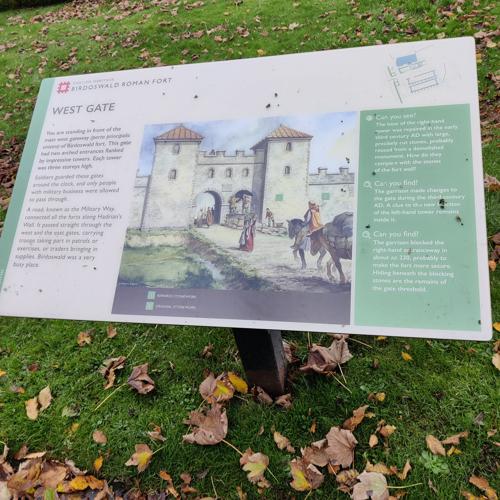 ENGLISH HERITAGE
BIRDOSWALD ROMAN FORT
WEST GATE
You are standing in front of the
main west gateway (porta principalis
sinistra) of Birdoswald fort. This gate
had two arched entrances flanked
by impressive towers. Each tower
was three storeys high.
Soldiers guarded these gates
around the clock, and only people
with military business were allowed
to pass through.
A road, known as the Military Way,
connected all the forts along Hadrian's
Wall. It passed straight through the
west and the east gates, carrying
troops taking part in patrols or
exercises, or traders bringing in
supplies. Birdoswald was a very
busy place.
Can you see?
The base of the right-hand
tower was repaired in the early
third century AD with large,
precisely cut stones, probably
reused from a demolished
monument. How do they
compare with the stones
of the fort wall?
Can you find?
The garrison made changes to
the gate during the third century
AD. A clue to the new function
of the left-hand tower remains
inside it.
Can you find?
The garrison blocked the
right-hand passageway in
about AD 220, probably to
make the fort more secure.
Hiding beneath the blocking
stones are the remains of
the gate threshold.